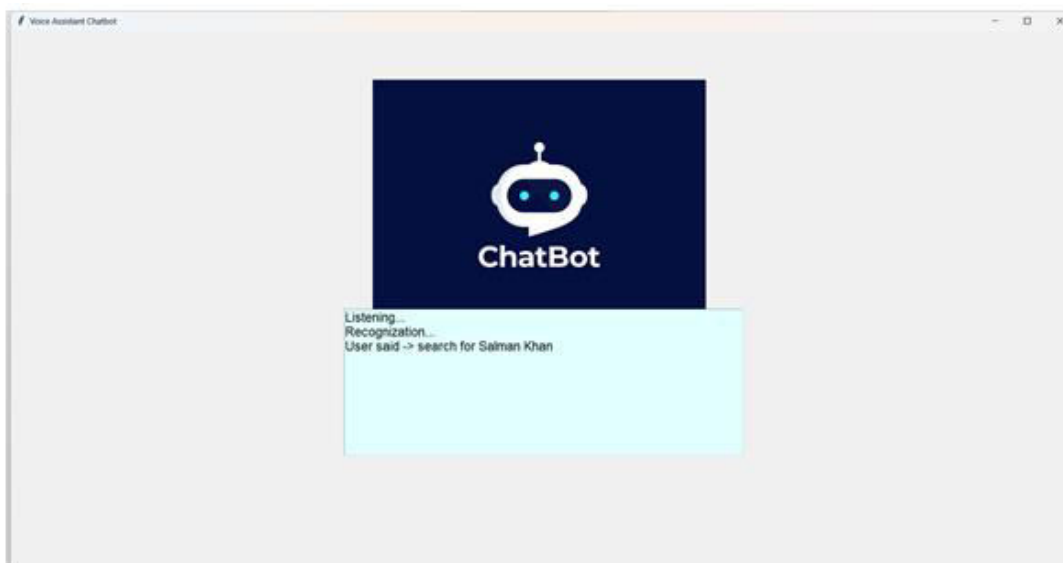 Voice Assistant Chatbot
ChatBot
Listening...
Recognization...
User said -> search for Salman Khan